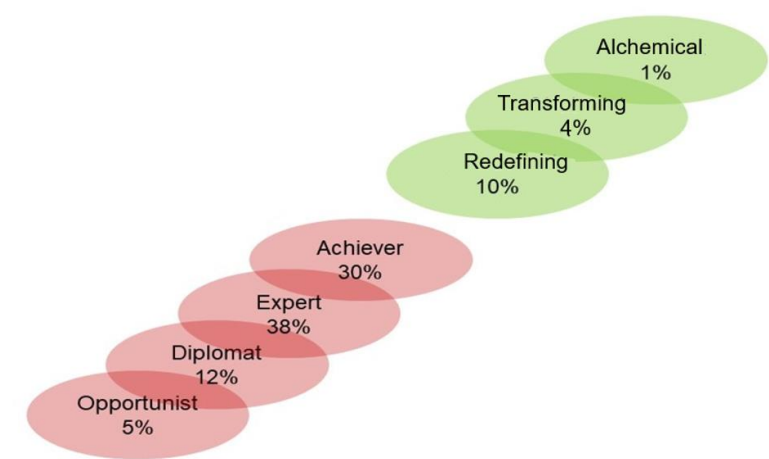 Alchemical
1%
Transforming
4%
Redefining
10%
Achiever
30%
Expert
38%
Diplomat
12%
Opportunist
5%